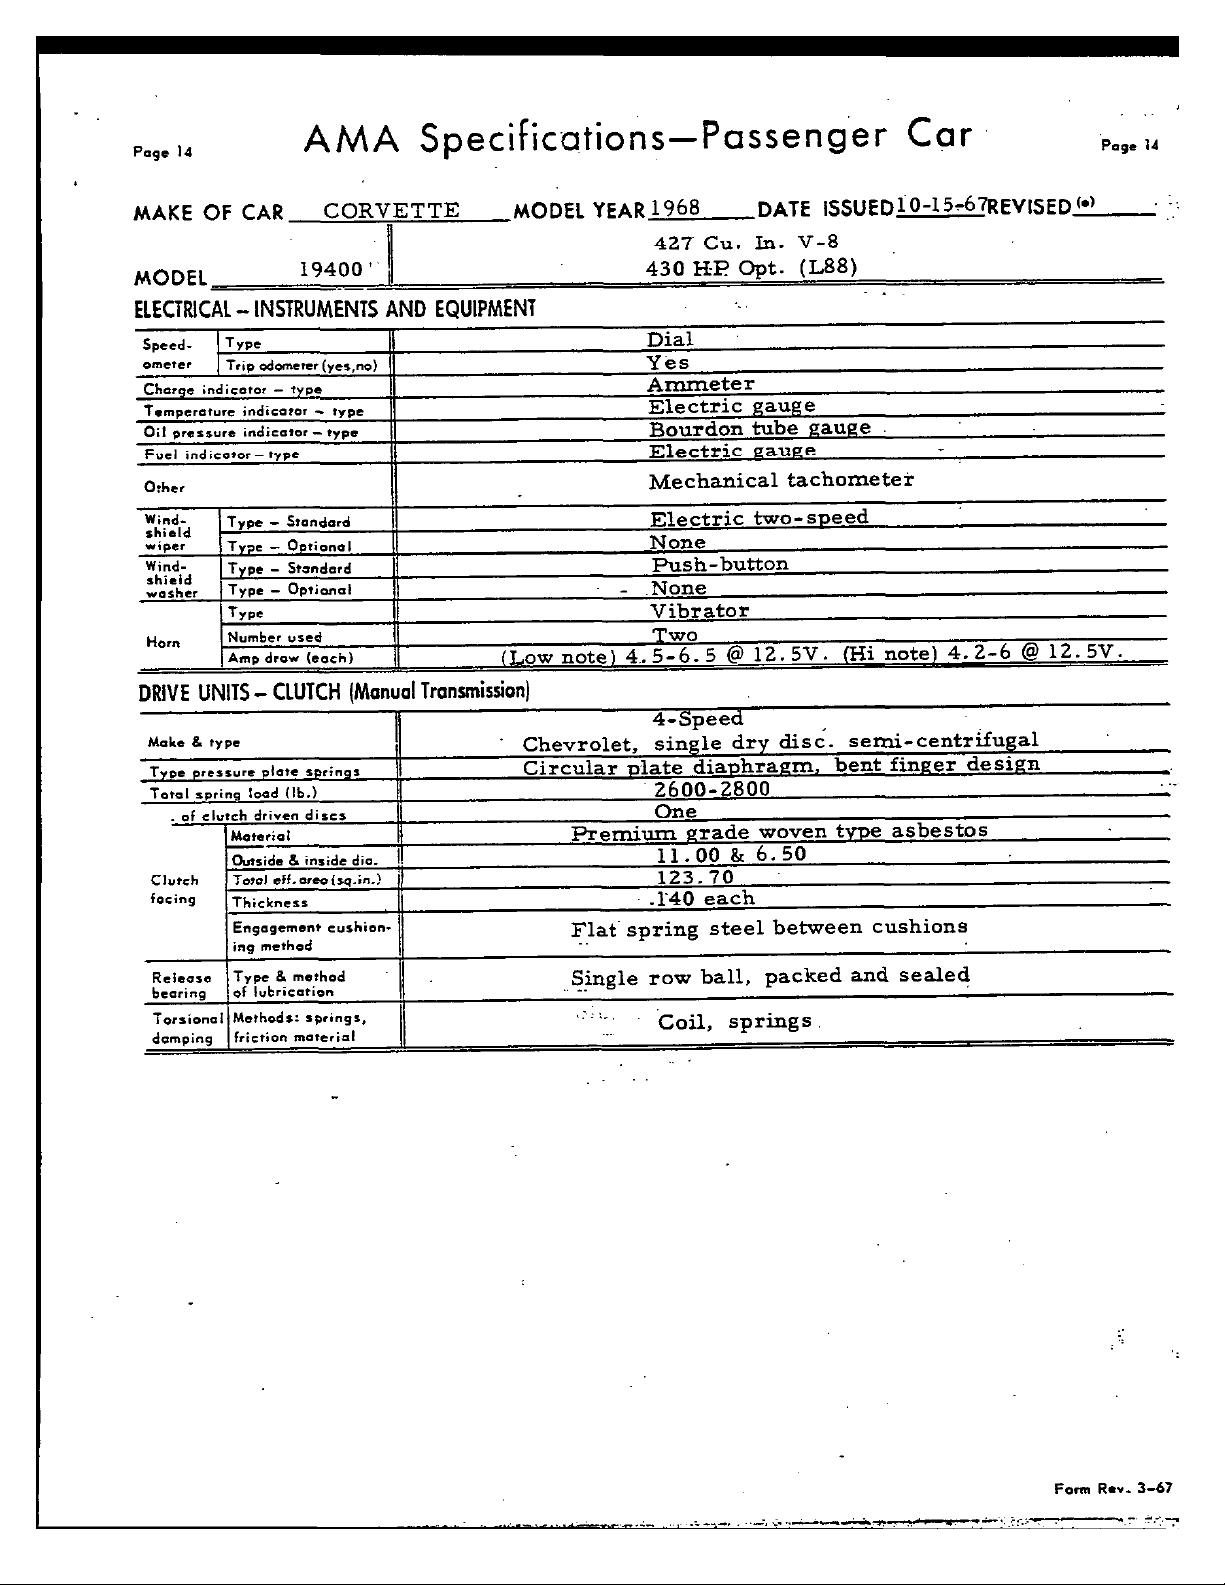 AMA Specifications—Passenger Car
Page 14
Page 14
MAKE OF CAR CORVETTE MODEL YEAR 1968 DATE ISSUED 10-15-67 REVISED (•)
427 Cu. In. V-8
MODEL 19400 430 H.P. Opt. (L88)
ELECTRICAL – INSTRUMENTS AND EQUIPMENT
Speed-
ometer
Type Dial
Trip odometer (yes,no) Yes
Charge indicator – type Ammeter
Temperature indicator – type Electric gauge
Oil pressure indicator – type Bourdon tube gauge
Fuel indicator – type Electric gauge
Other Mechanical tachometer
Wind-
shield
wiper
Type – Standard Electric two-speed
Type – Optional None
Wind-
shield
washer
Type – Standard Push-button
Type – Optional None
Horn
Type Vibrator
Number used Two
Amp draw (each) (Low note) 4.5-6.5 @ 12.5V. (Hi note) 4.2-6 @ 12.5V.
DRIVE UNITS – CLUTCH (Manual Transmission)
4-Speed
Make & type Chevrolet, single dry disc. semi-centrifugal
Type pressure plate springs Circular plate diaphragm, bent finger design
Total spring load (lb.) 2600-2800
. of clutch driven discs One
Clutch
facing
Material Premium grade woven type asbestos
Outside & inside dia. 11.00 & 6.50
Total eff. area (sq.in.) 123.70
Thickness .140 each
Engagement cushion-
ing method
Flat spring steel between cushions
Release
bearing
Type & method
of lubrication
Single row ball, packed and sealed
Torsional
damping
Methods: springs,
friction material
Coil, springs
Form Rev. 3-67